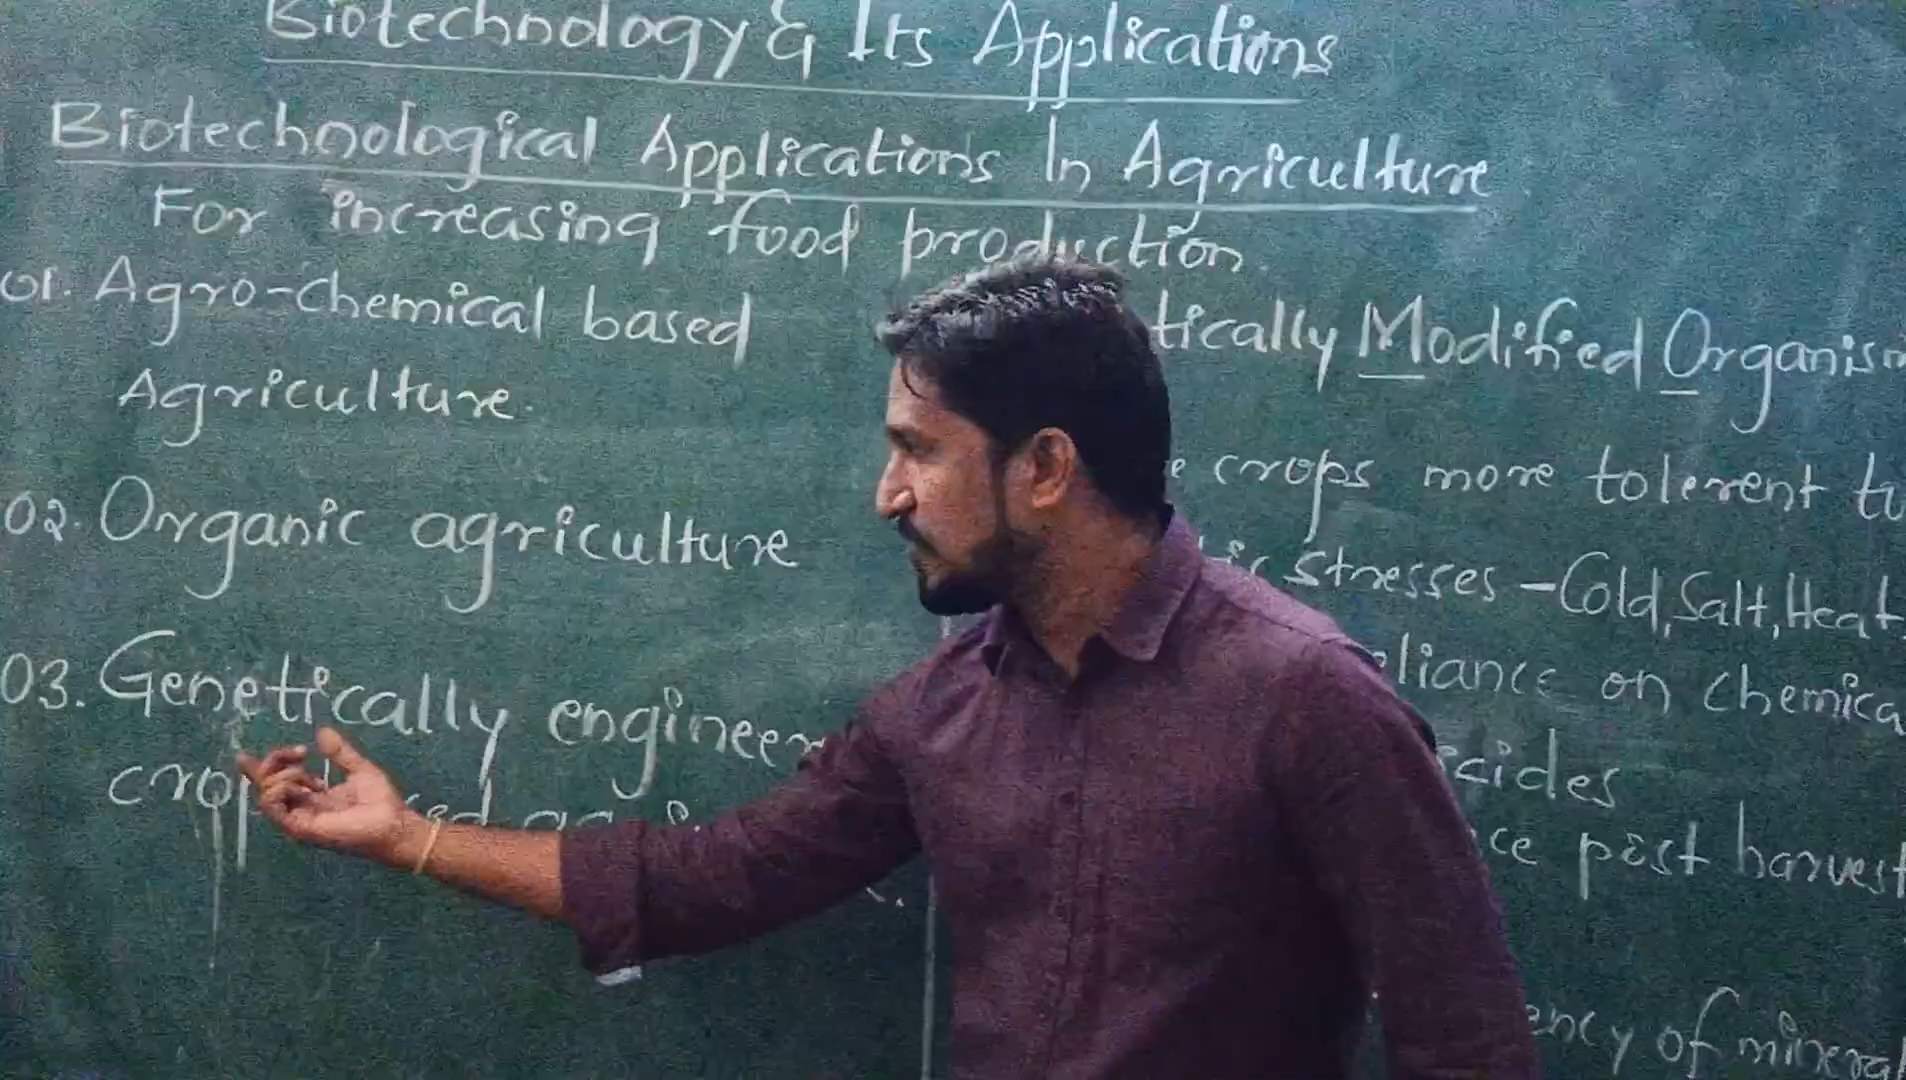 Biotechnology & Its Applications
Biotechnological Applications In Agriculture
For increasing food production.
01. Agro-Chemical based
Agriculture.
02. Organic agriculture
03. Genetically engineer
crop
tically Modified Organism
crops more tolerent to
stresses - Cold, Salt, Heat,
liance on chemica
cides
ce post harvest
ency of mineral